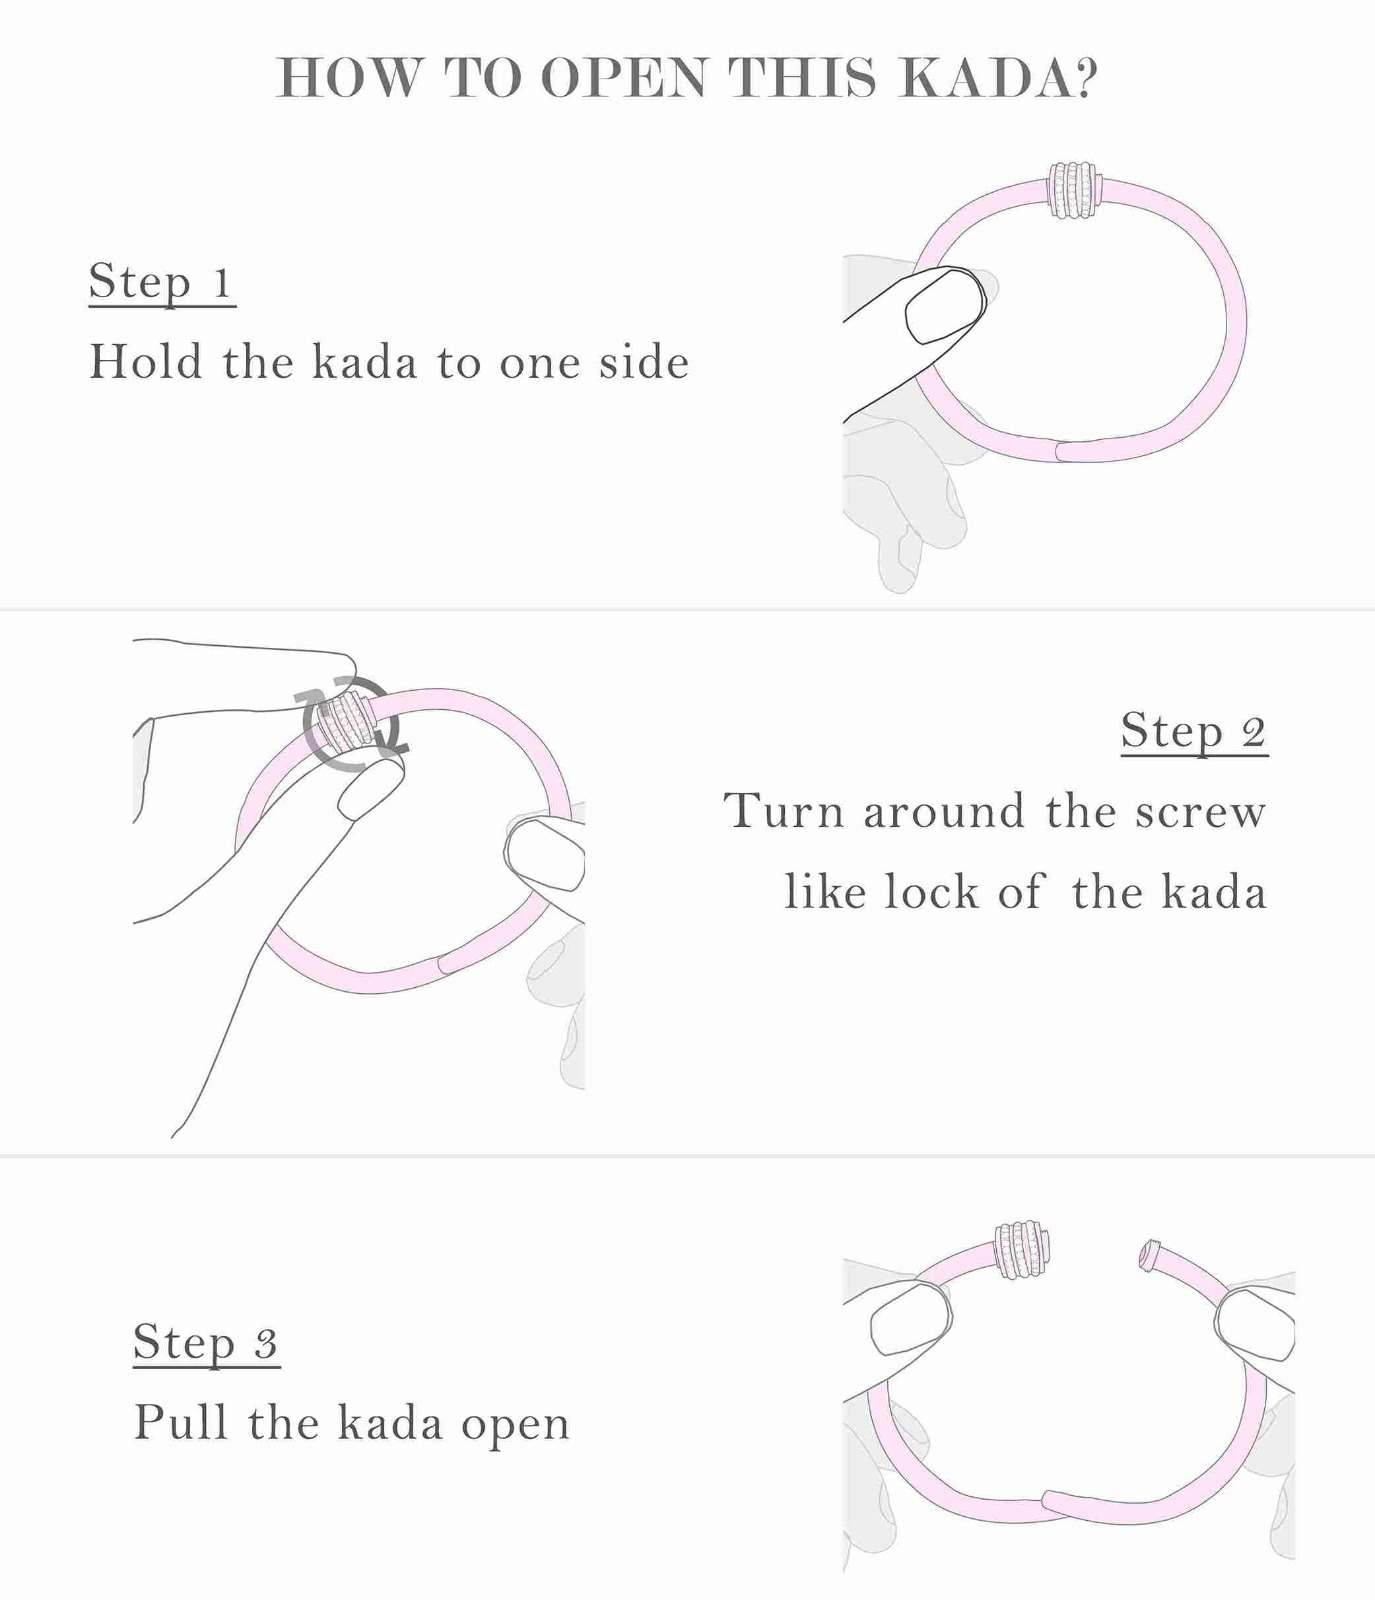 HOW TO OPEN THIS KADA?
Step 1
Hold the kada to one side
Step 2
Turn around the screw
like lock of the kada
Step 3
Pull the kada open